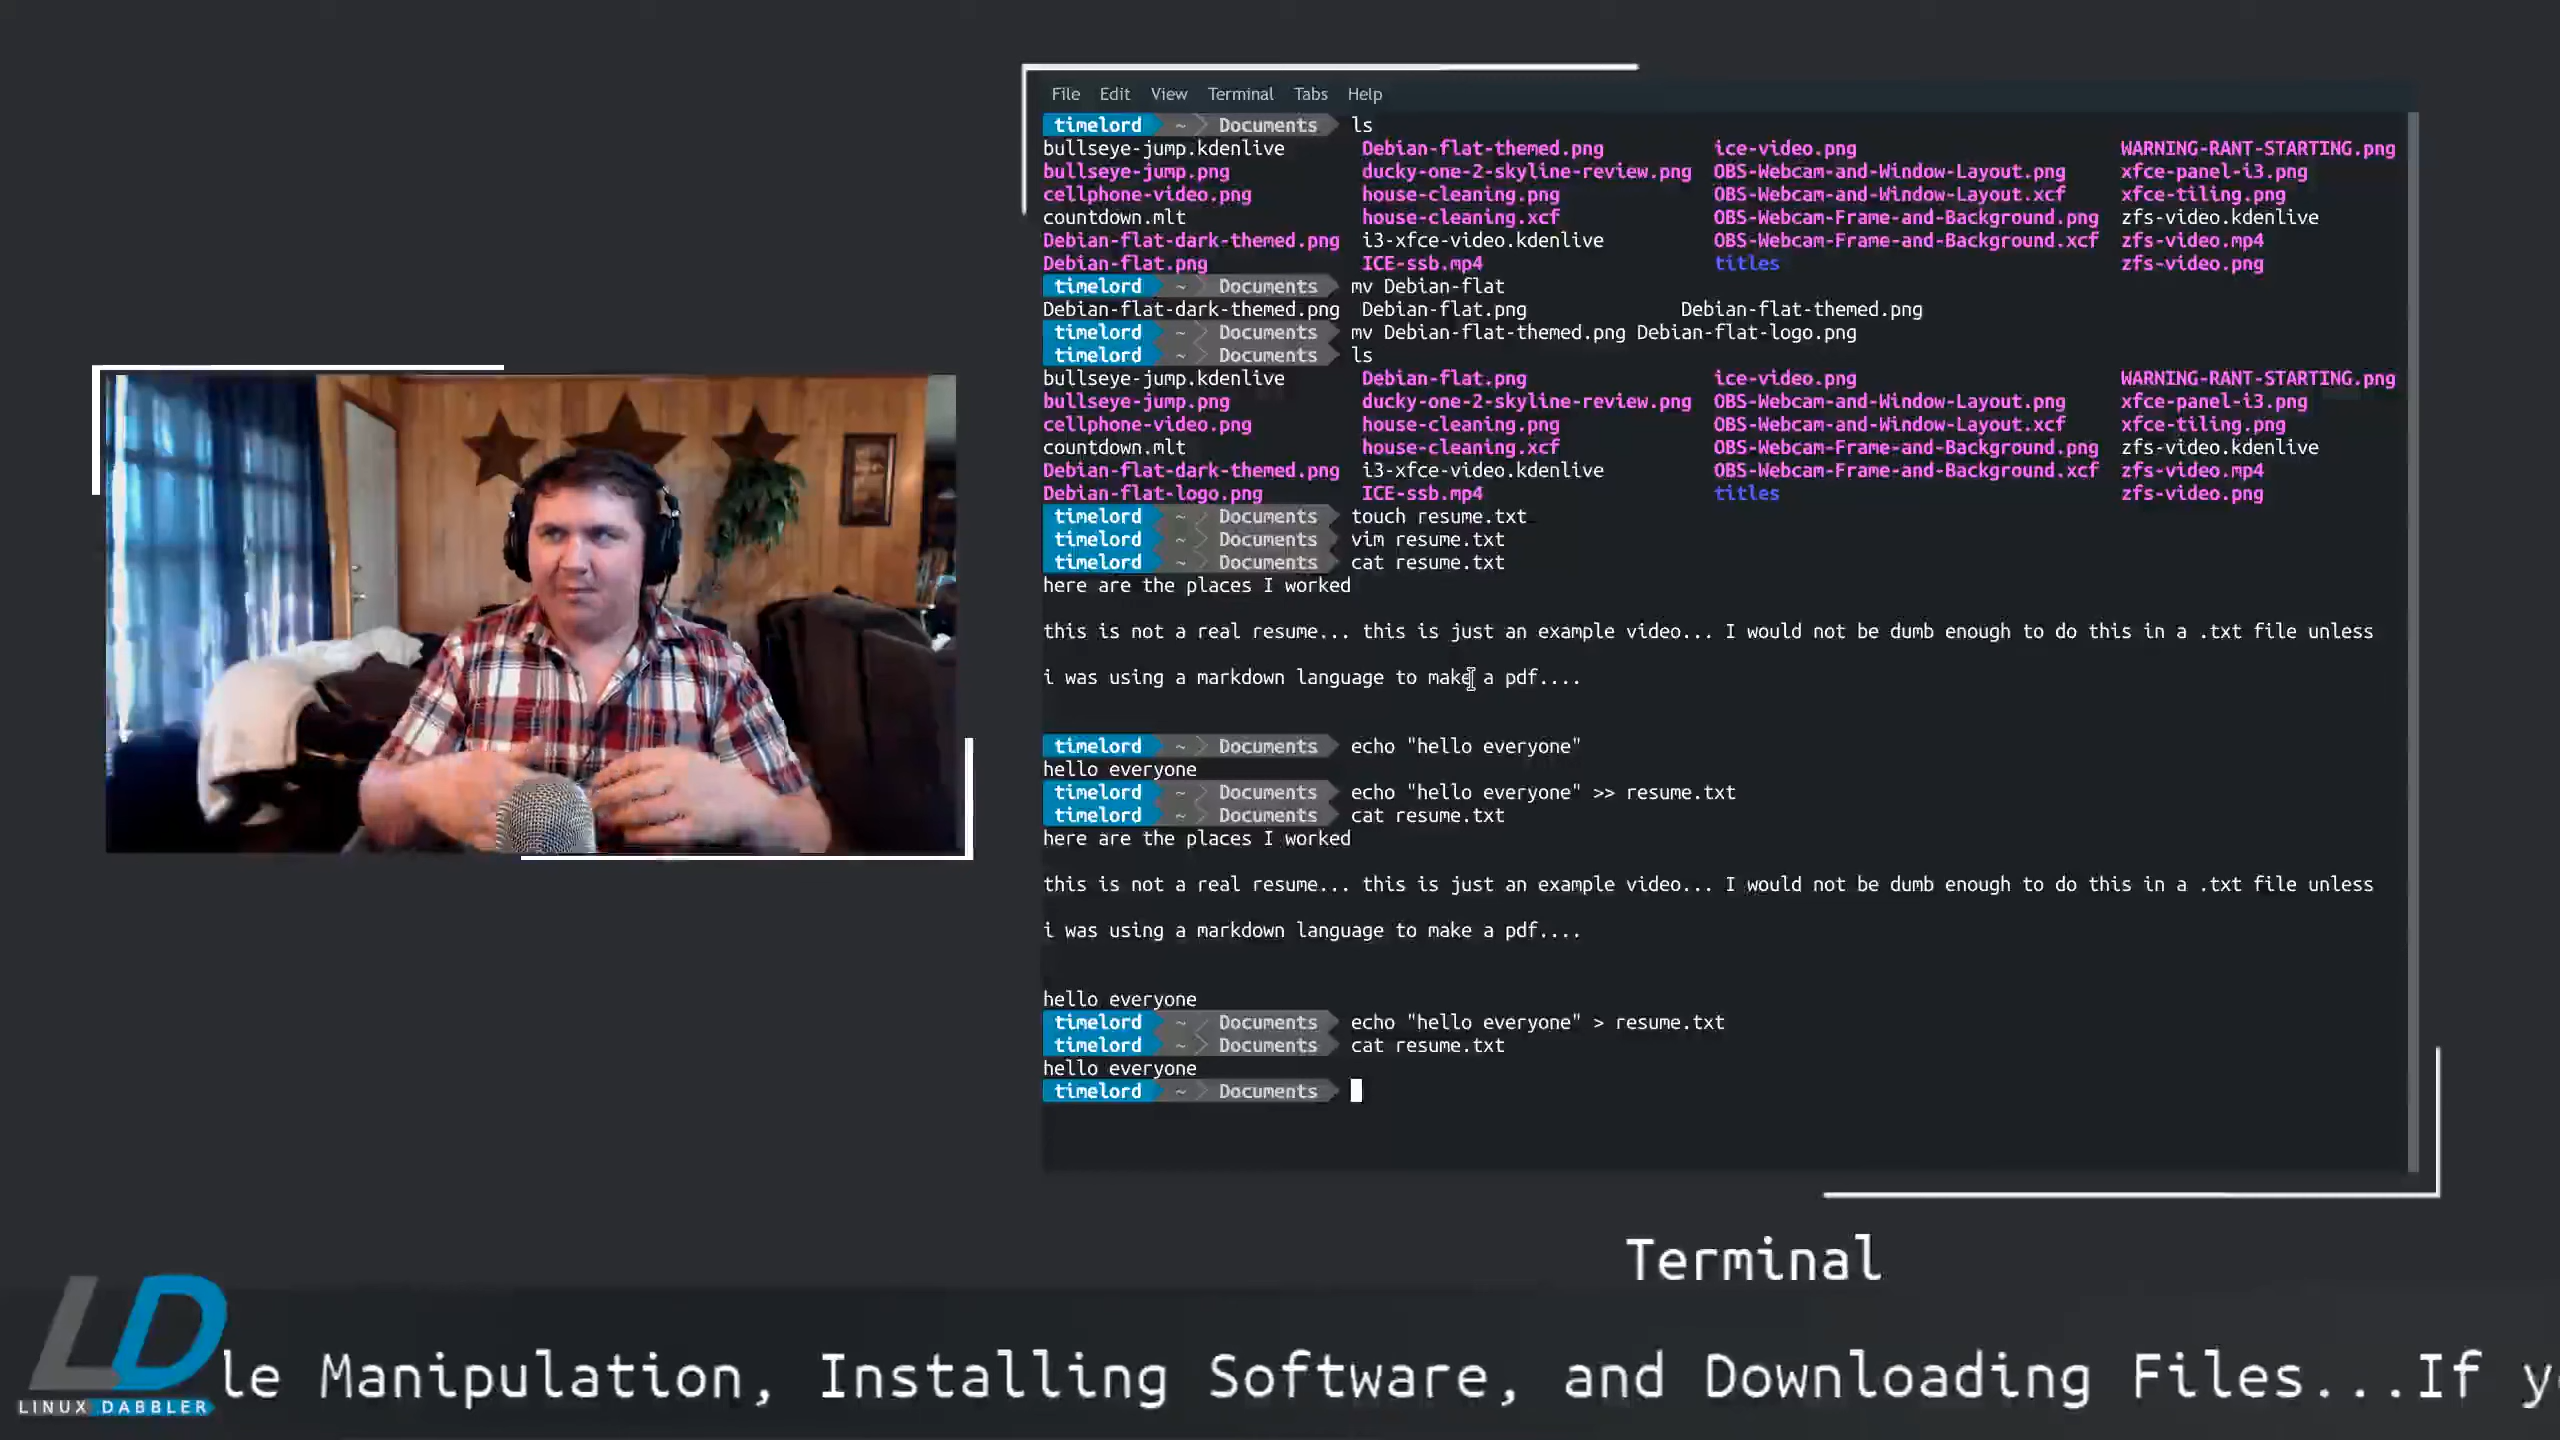 File Edit View Terminal Tabs Help
timelord ~ Documents ls
bullseye-jump.kdenlive Debian-flat-themed.png ice-video.png WARNING-RANT-STARTING.png
bullseye-jump.png ducky-one-2-skyline-review.png OBS-Webcam-and-Window-Layout.png xfce-panel-i3.png
cellphone-video.png house-cleaning.png OBS-Webcam-and-Window-Layout.xcf xfce-tiling.png
countdown.mlt house-cleaning.xcf OBS-Webcam-Frame-and-Background.png zfs-video.kdenlive
Debian-flat-dark-themed.png i3-xfce-video.kdenlive OBS-Webcam-Frame-and-Background.xcf zfs-video.mp4
Debian-flat.png ICE-ssb.mp4 titles zfs-video.png
timelord ~ Documents mv Debian-flat
Debian-flat-dark-themed.png Debian-flat.png Debian-flat-themed.png
timelord ~ Documents mv Debian-flat-themed.png Debian-flat-logo.png
timelord ~ Documents ls
bullseye-jump.kdenlive Debian-flat.png ice-video.png WARNING-RANT-STARTING.png
bullseye-jump.png ducky-one-2-skyline-review.png OBS-Webcam-and-Window-Layout.png xfce-panel-i3.png
cellphone-video.png house-cleaning.png OBS-Webcam-and-Window-Layout.xcf xfce-tiling.png
countdown.mlt house-cleaning.xcf OBS-Webcam-Frame-and-Background.png zfs-video.kdenlive
Debian-flat-dark-themed.png i3-xfce-video.kdenlive OBS-Webcam-Frame-and-Background.xcf zfs-video.mp4
Debian-flat-logo.png ICE-ssb.mp4 titles zfs-video.png
timelord ~ Documents touch resume.txt
timelord ~ Documents vim resume.txt
timelord ~ Documents cat resume.txt
here are the places I worked
this is not a real resume... this is just an example video... I would not be dumb enough to do this in a .txt file unless
i was using a markdown language to make a pdf....
timelord ~ Documents echo "hello everyone"
hello everyone
timelord ~ Documents echo "hello everyone" >> resume.txt
timelord ~ Documents cat resume.txt
here are the places I worked
this is not a real resume... this is just an example video... I would not be dumb enough to do this in a .txt file unless
i was using a markdown language to make a pdf....
hello everyone
timelord ~ Documents echo "hello everyone" > resume.txt
timelord ~ Documents cat resume.txt
hello everyone
timelord ~ Documents
Terminal
LD
LINUX DABBLER
le Manipulation, Installing Software, and Downloading Files...If y